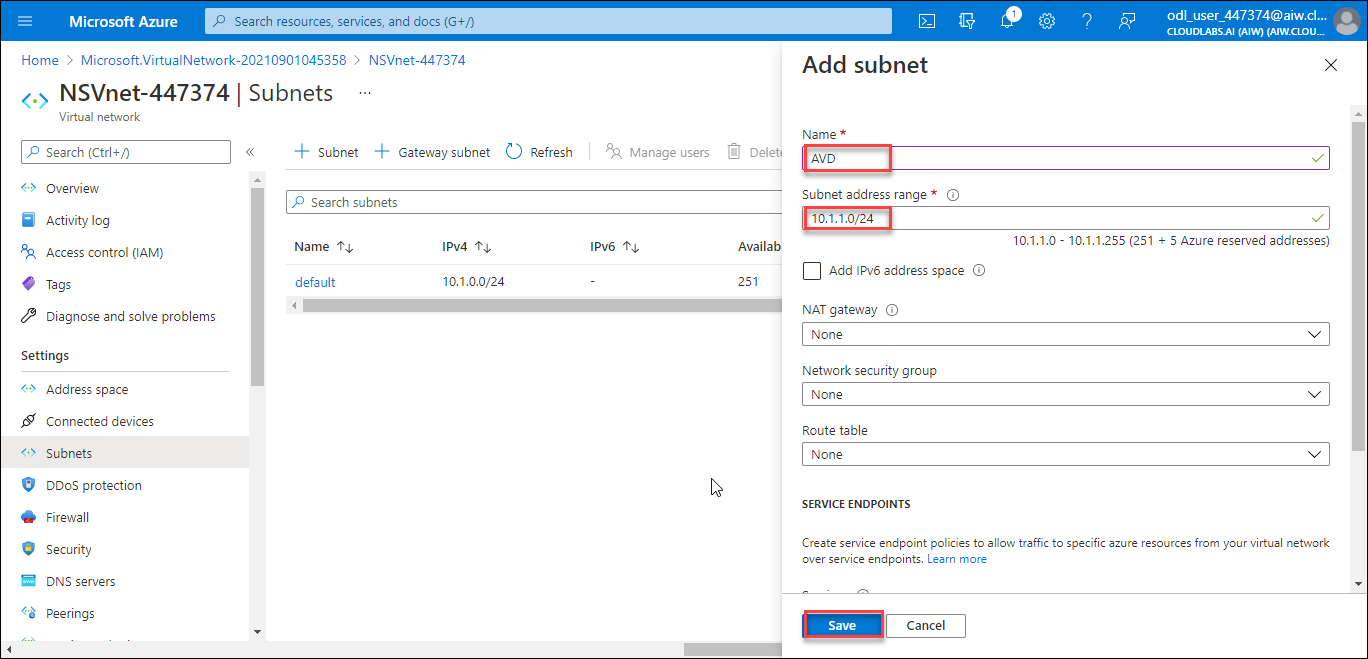 Microsoft Azure
Search resources, services, and docs (G+/)
1
odl_user_447374@aiw.cl...
CLOUDLABS.AI (AIW) (AIW.CLOU...
Home > Microsoft.VirtualNetwork-20210901045358 > NSVnet-447374
NSVnet-447374 | Subnets ...
Virtual network
Search (Ctrl+/)
«
Overview
Activity log
Access control (IAM)
Tags
Diagnose and solve problems
Settings
Address space
Connected devices
Subnets
DDoS protection
Firewall
Security
DNS servers
Peerings
+ Subnet + Gateway subnet Refresh Manage users Delete
Search subnets
Name ↑↓ IPv4 ↑↓ IPv6 ↑↓ Availab
default 10.1.0.0/24 - 251
Add subnet
Name *
AVD
Subnet address range *
10.1.1.0/24
10.1.1.0 - 10.1.1.255 (251 + 5 Azure reserved addresses)
Add IPv6 address space
NAT gateway
None
Network security group
None
Route table
None
SERVICE ENDPOINTS
Create service endpoint policies to allow traffic to specific azure resources from your virtual network
over service endpoints. Learn more
Save Cancel